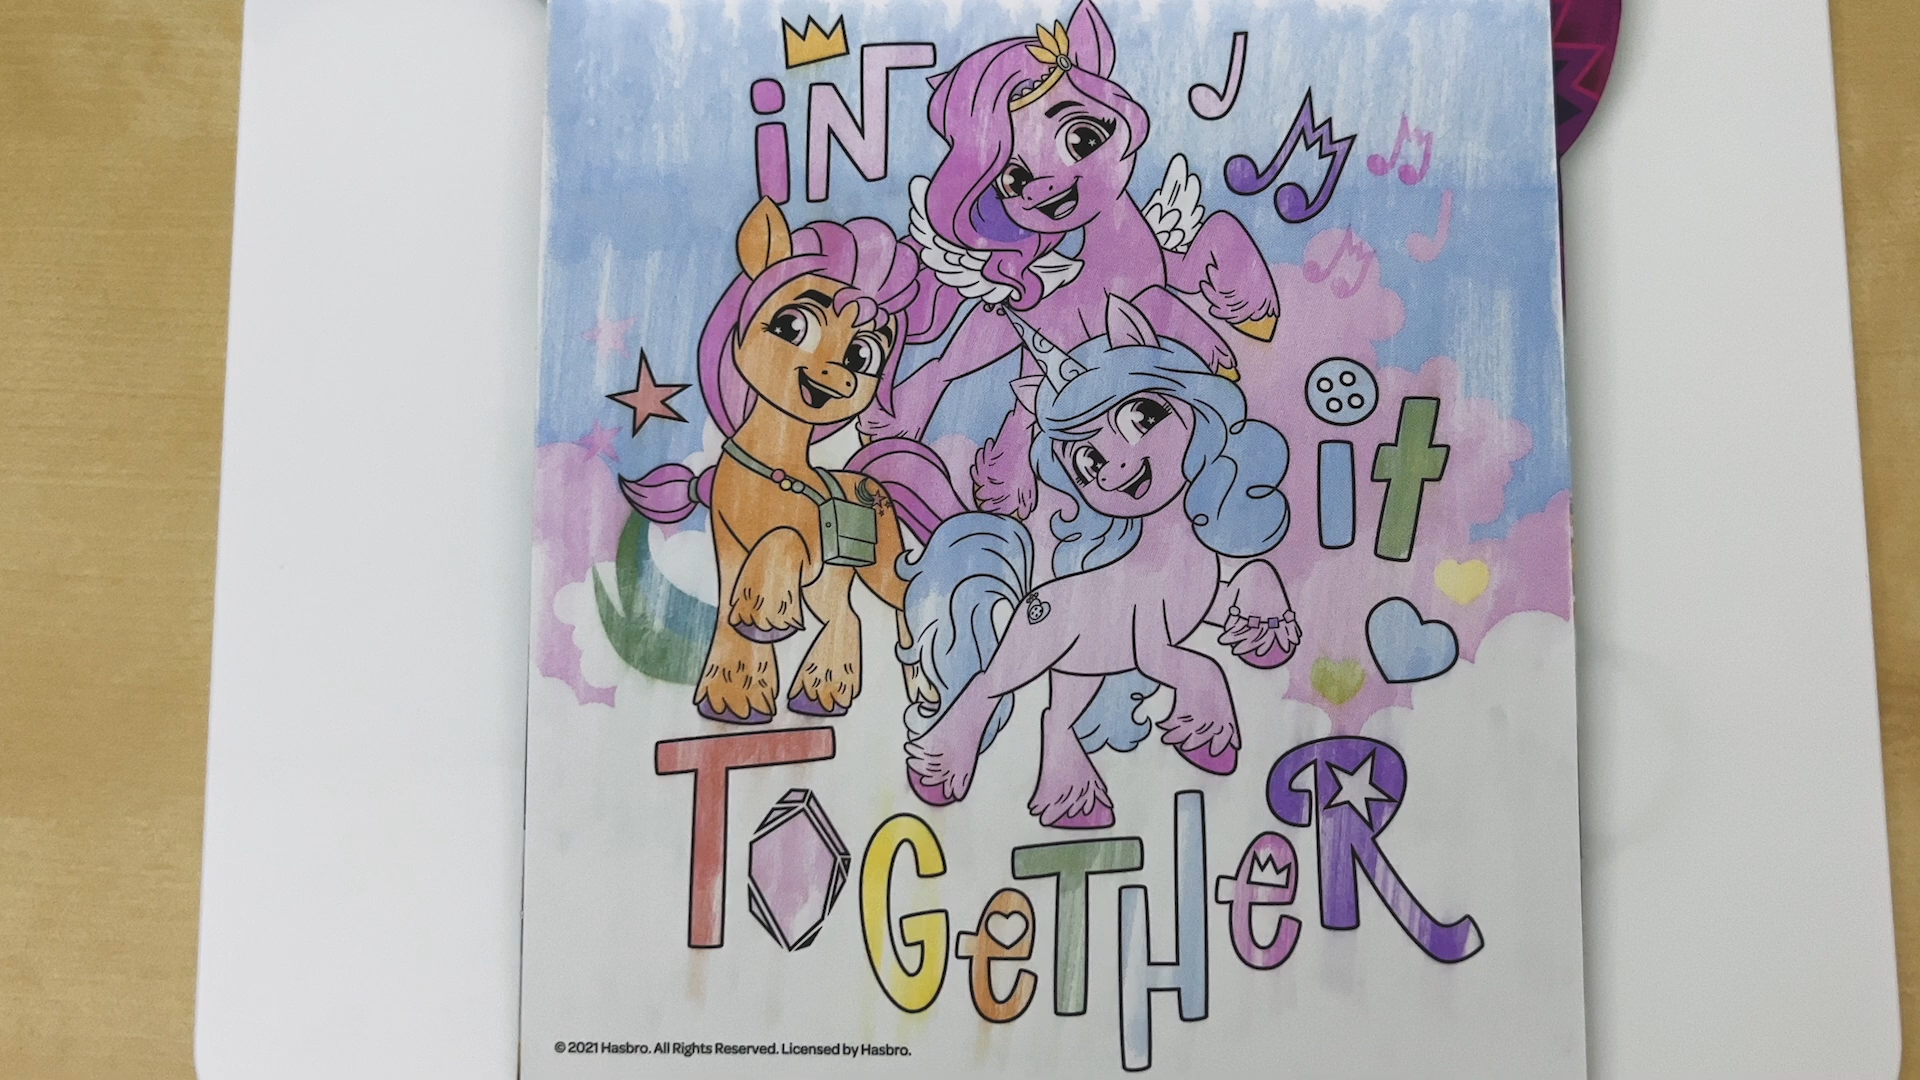 iN
it
TOGeTHeR
© 2021 Hasbro. All Rights Reserved. Licensed by Hasbro.